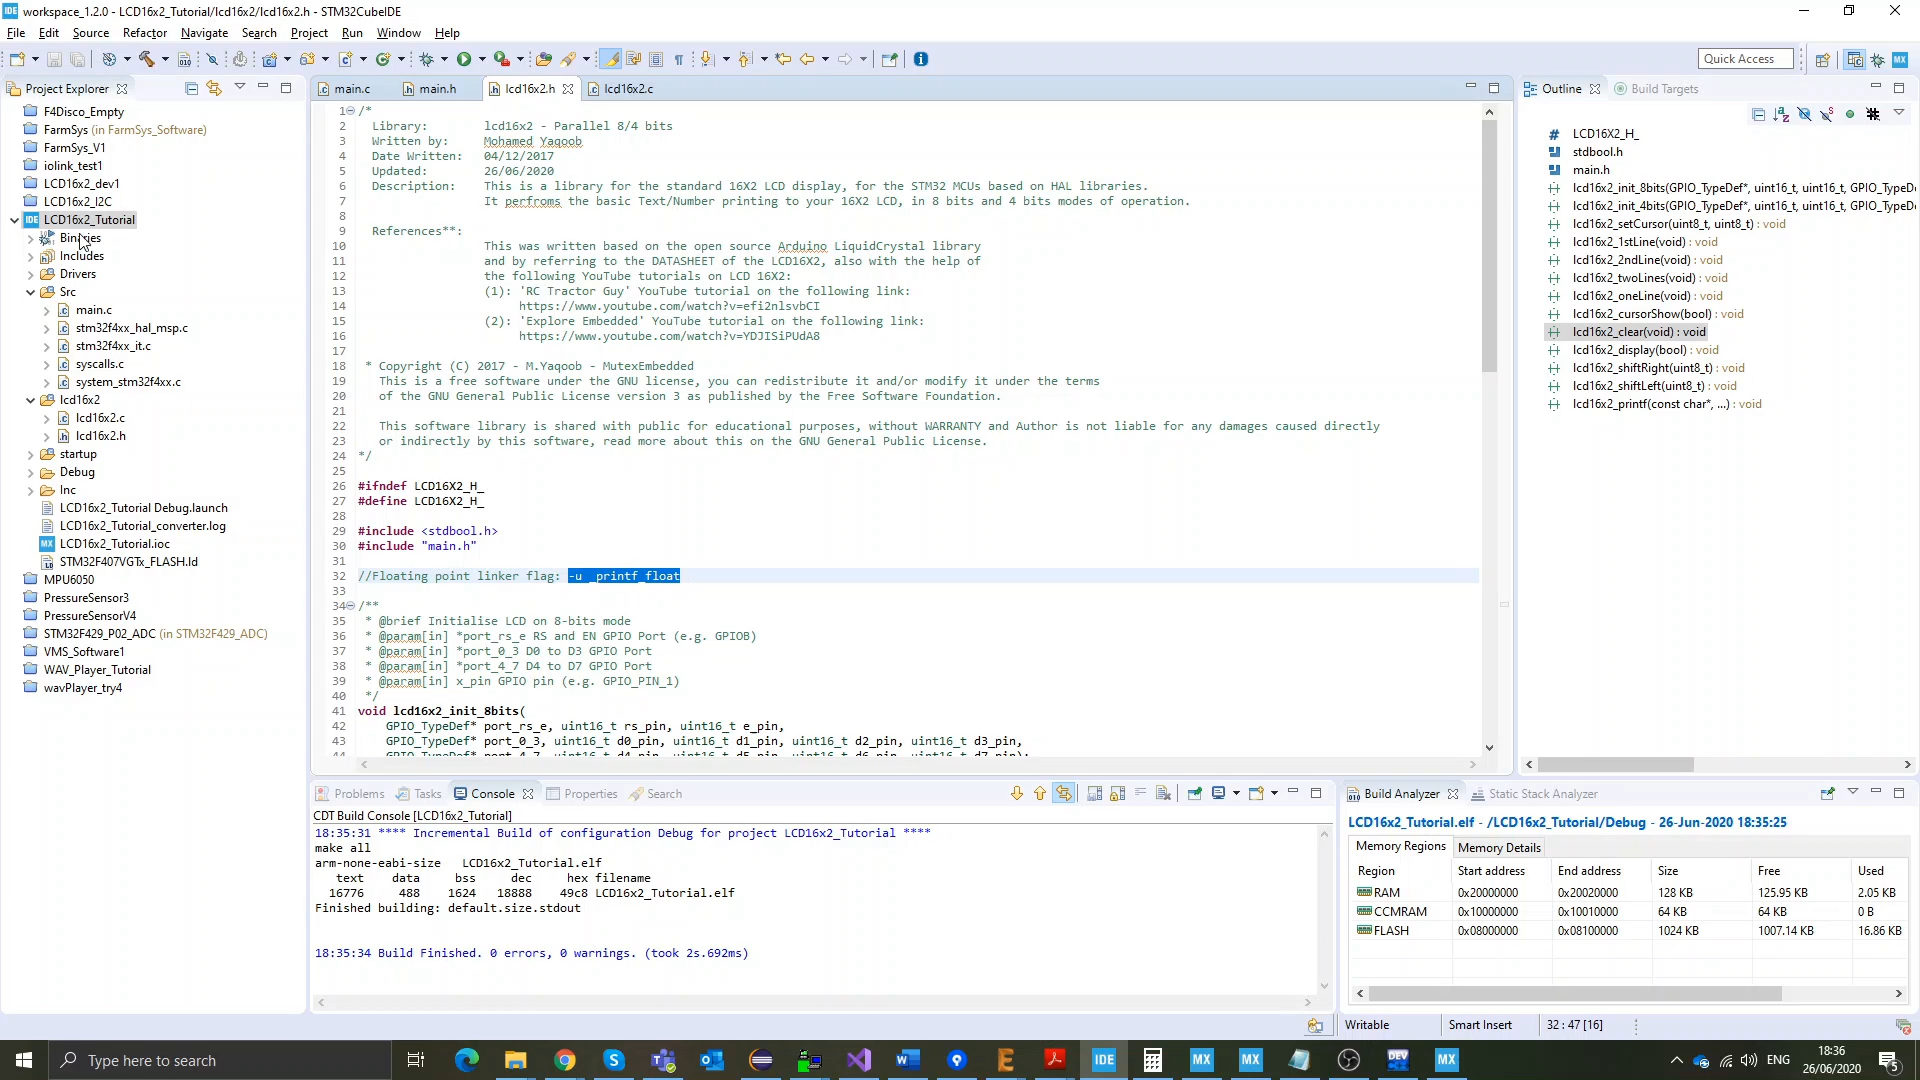 workspace_1.2.0 - LCD16x2_Tutorial/lcd16x2/lcd16x2.h - STM32CubeIDE
File Edit Source Refactor Navigate Search Project Run Window Help
Quick Access
Project Explorer
F4Disco_Empty
FarmSys (in FarmSys_Software)
FarmSys_V1
iolink_test1
LCD16x2_dev1
LCD16x2_I2C
LCD16x2_Tutorial
Binaries
Includes
Drivers
Src
main.c
stm32f4xx_hal_msp.c
stm32f4xx_it.c
syscalls.c
system_stm32f4xx.c
lcd16x2
lcd16x2.c
lcd16x2.h
startup
Debug
Inc
LCD16x2_Tutorial Debug.launch
LCD16x2_Tutorial_converter.log
LCD16x2_Tutorial.ioc
STM32F407VGTx_FLASH.ld
MPU6050
PressureSensor3
PressureSensorV4
STM32F429_P02_ADC (in STM32F429_ADC)
VMS_Software1
WAV_Player_Tutorial
wavPlayer_try4
main.c main.h lcd16x2.h lcd16x2.c
1 /*
2 Library: lcd16x2 - Parallel 8/4 bits
3 Written by: Mohamed Yaqoob
4 Date Written: 04/12/2017
5 Updated: 26/06/2020
6 Description: This is a library for the standard 16X2 LCD display, for the STM32 MCUs based on HAL libraries.
7 It perfroms the basic Text/Number printing to your 16X2 LCD, in 8 bits and 4 bits modes of operation.
8
9 References**:
10 This was written based on the open source Arduino LiquidCrystal library
11 and by referring to the DATASHEET of the LCD16X2, also with the help of
12 the following YouTube tutorials on LCD 16X2:
13 (1): 'RC Tractor Guy' YouTube tutorial on the following link:
14 https://www.youtube.com/watch?v=efi2nlsvbCI
15 (2): 'Explore Embedded' YouTube tutorial on the following link:
16 https://www.youtube.com/watch?v=YDJISiPUdA8
17
18 * Copyright (C) 2017 - M.Yaqoob - MutexEmbedded
19 This is a free software under the GNU license, you can redistribute it and/or modify it under the terms
20 of the GNU General Public License version 3 as published by the Free Software Foundation.
21
22 This software library is shared with public for educational purposes, without WARRANTY and Author is not liable for any damages caused directly
23 or indirectly by this software, read more about this on the GNU General Public License.
24 */
25
26 #ifndef LCD16X2_H_
27 #define LCD16X2_H_
28
29 #include <stdbool.h>
30 #include "main.h"
31
32 //Floating point linker flag: -u _printf_float
33
34 /**
35 * @brief Initialise LCD on 8-bits mode
36 * @param[in] *port_rs_e RS and EN GPIO Port (e.g. GPIOB)
37 * @param[in] *port_0_3 D0 to D3 GPIO Port
38 * @param[in] *port_4_7 D4 to D7 GPIO Port
39 * @param[in] x_pin GPIO pin (e.g. GPIO_PIN_1)
40 */
41 void lcd16x2_init_8bits(
42 GPIO_TypeDef* port_rs_e, uint16_t rs_pin, uint16_t e_pin,
43 GPIO_TypeDef* port_0_3, uint16_t d0_pin, uint16_t d1_pin, uint16_t d2_pin, uint16_t d3_pin,
44 GPIO_TypeDef* port_4_7, uint16_t d4_pin, uint16_t d5_pin, uint16_t d6_pin, uint16_t d7_pin);
Outline Build Targets
LCD16X2_H_
stdbool.h
main.h
lcd16x2_init_8bits(GPIO_TypeDef*, uint16_t, uint16_t, GPIO_TypeD
lcd16x2_init_4bits(GPIO_TypeDef*, uint16_t, uint16_t, GPIO_TypeD
lcd16x2_setCursor(uint8_t, uint8_t) : void
lcd16x2_1stLine(void) : void
lcd16x2_2ndLine(void) : void
lcd16x2_twoLines(void) : void
lcd16x2_oneLine(void) : void
lcd16x2_cursorShow(bool) : void
lcd16x2_clear(void) : void
lcd16x2_display(bool) : void
lcd16x2_shiftRight(uint8_t) : void
lcd16x2_shiftLeft(uint8_t) : void
lcd16x2_printf(const char*, ...) : void
Problems Tasks Console Properties Search
CDT Build Console [LCD16x2_Tutorial]
18:35:31 **** Incremental Build of configuration Debug for project LCD16x2_Tutorial ****
make all
arm-none-eabi-size LCD16x2_Tutorial.elf
text data bss dec hex filename
16776 488 1624 18888 49c8 LCD16x2_Tutorial.elf
Finished building: default.size.stdout
18:35:34 Build Finished. 0 errors, 0 warnings. (took 2s.692ms)
Build Analyzer Static Stack Analyzer
LCD16x2_Tutorial.elf - /LCD16x2_Tutorial/Debug - 26-Jun-2020 18:35:25
Memory Regions Memory Details
Region Start address End address Size Free Used
RAM 0x20000000 0x20020000 128 KB 125.95 KB 2.05 KB
CCMRAM 0x10000000 0x10010000 64 KB 64 KB 0 B
FLASH 0x08000000 0x08100000 1024 KB 1007.14 KB 16.86 KB
Writable Smart Insert 32 : 47 [16]
Type here to search
ENG
18:36
26/06/2020
5